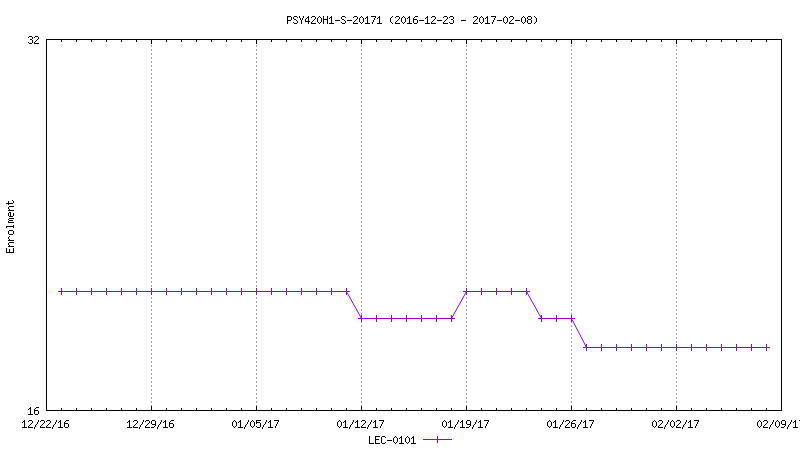 PSY420H1-S-20171 (2016-12-23 - 2017-02-08)
32
Enrolment
16
12/22/16 12/29/16 01/05/17 01/12/17 01/19/17 01/26/17 02/02/17 02/09/1
LEC-0101